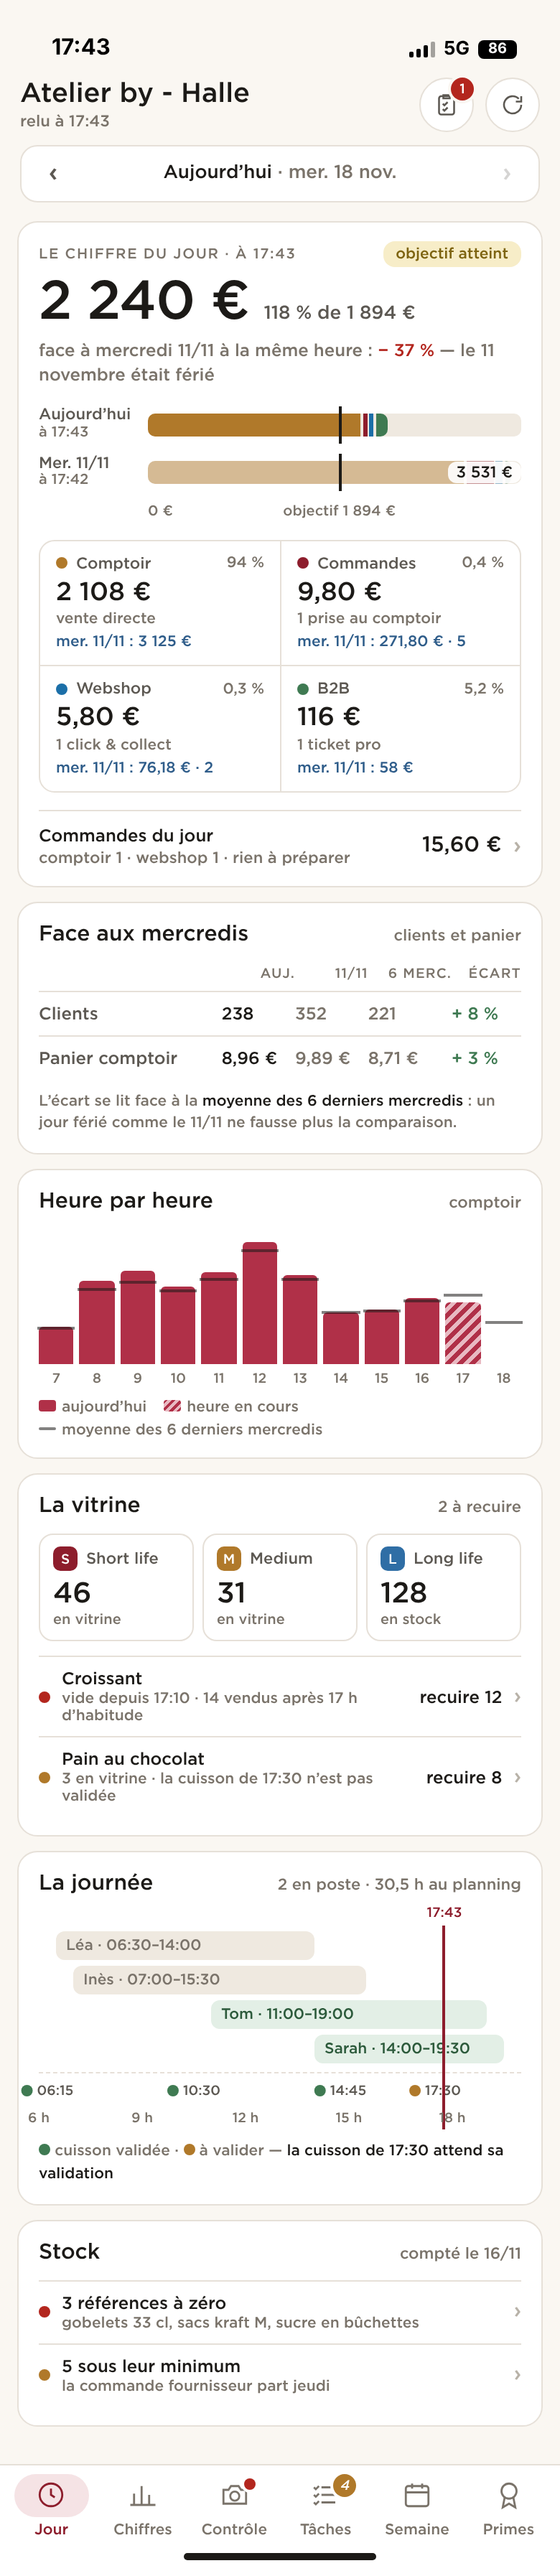 17:43
5G 86
Atelier by - Halle
1
relu à 17:43
‹ Aujourd’hui · mer. 18 nov. ›
LE CHIFFRE DU JOUR · À 17:43
objectif atteint
2 240 € 118 % de 1 894 €
face à mercredi 11/11 à la même heure : − 37 % — le 11
novembre était férié
Aujourd’hui
à 17:43
Mer. 11/11
à 17:42
3 531 €
0 € objectif 1 894 €
Comptoir 94 %
2 108 €
vente directe
mer. 11/11 : 3 125 €
Commandes 0,4 %
9,80 €
1 prise au comptoir
mer. 11/11 : 271,80 € · 5
Webshop 0,3 %
5,80 €
1 click & collect
mer. 11/11 : 76,18 € · 2
B2B 5,2 %
116 €
1 ticket pro
mer. 11/11 : 58 €
Commandes du jour
comptoir 1 · webshop 1 · rien à préparer
15,60 € ›
Face aux mercredis clients et panier
AUJ. 11/11 6 MERC. ÉCART
Clients 238 352 221 + 8 %
Panier comptoir 8,96 € 9,89 € 8,71 € + 3 %
L’écart se lit face à la moyenne des 6 derniers mercredis : un
jour férié comme le 11/11 ne fausse plus la comparaison.
Heure par heure comptoir
7 8 9 10 11 12 13 14 15 16 17 18
aujourd’hui heure en cours
moyenne des 6 derniers mercredis
La vitrine 2 à recuire
S Short life
46
en vitrine
M Medium
31
en vitrine
L Long life
128
en stock
Croissant
vide depuis 17:10 · 14 vendus après 17 h
d’habitude
recuire 12 ›
Pain au chocolat
3 en vitrine · la cuisson de 17:30 n’est pas
validée
recuire 8 ›
La journée 2 en poste · 30,5 h au planning
17:43
Léa · 06:30–14:00
Inès · 07:00–15:30
Tom · 11:00–19:00
Sarah · 14:00–19:30
06:15 10:30 14:45 17:30
6 h 9 h 12 h 15 h 18 h
cuisson validée · à valider — la cuisson de 17:30 attend sa
validation
Stock compté le 16/11
3 références à zéro
gobelets 33 cl, sacs kraft M, sucre en bûchettes
›
5 sous leur minimum
la commande fournisseur part jeudi
›
4
Jour Chiffres Contrôle Tâches Semaine Primes